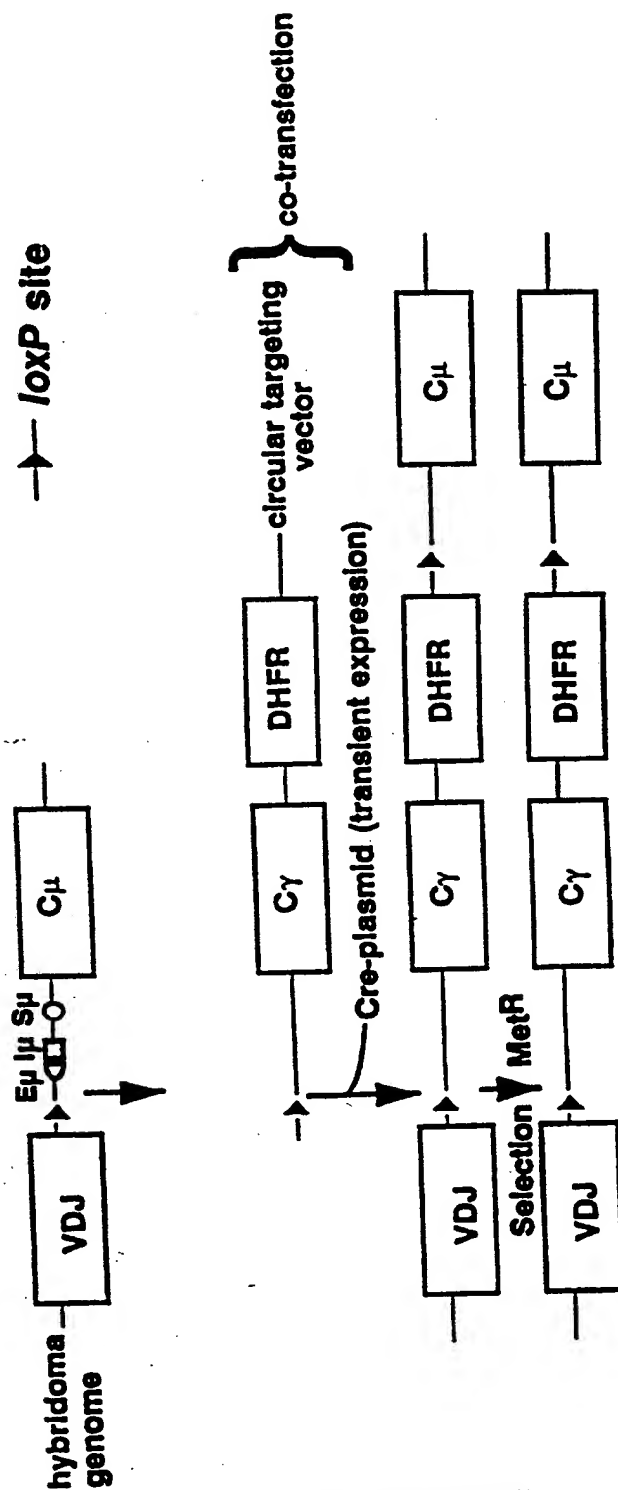 loxP site
hybridoma
genome
VDJ
Eμ Iμ Sμ
Cμ
Cγ
DHFR
circular targeting
vector
co-transfection
Cre-plasmid (transient expression)
VDJ
Cγ
DHFR
Cμ
Selection MetR
VDJ
Cγ
DHFR
Cμ